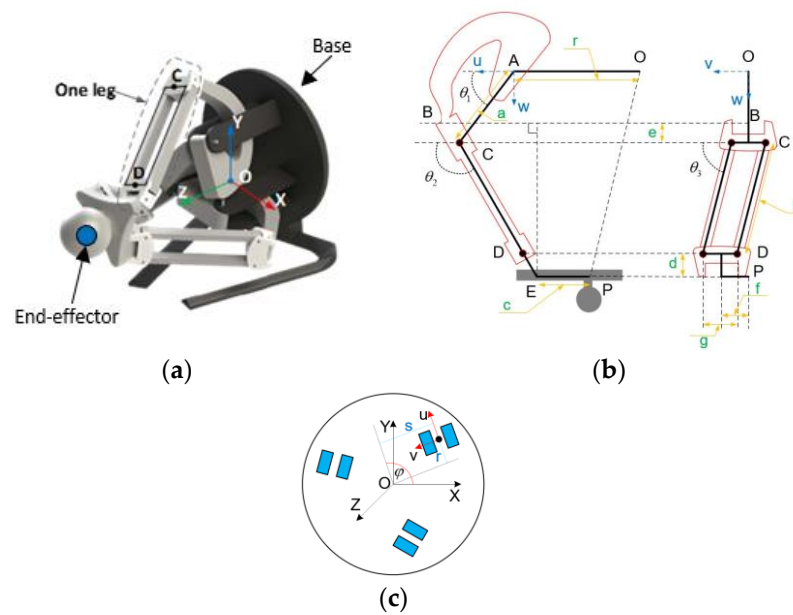 Base
One leg
C
Y
D
O
Z
X
End-effector
(a)
r
u
A
O
θ1
w
a
B
C
θ2
D
E
P
c
v
O
w
B
e
C
θ3
d
D
P
f
g
(b)
Y
s
u
v
r
O
φ
X
Z
(c)